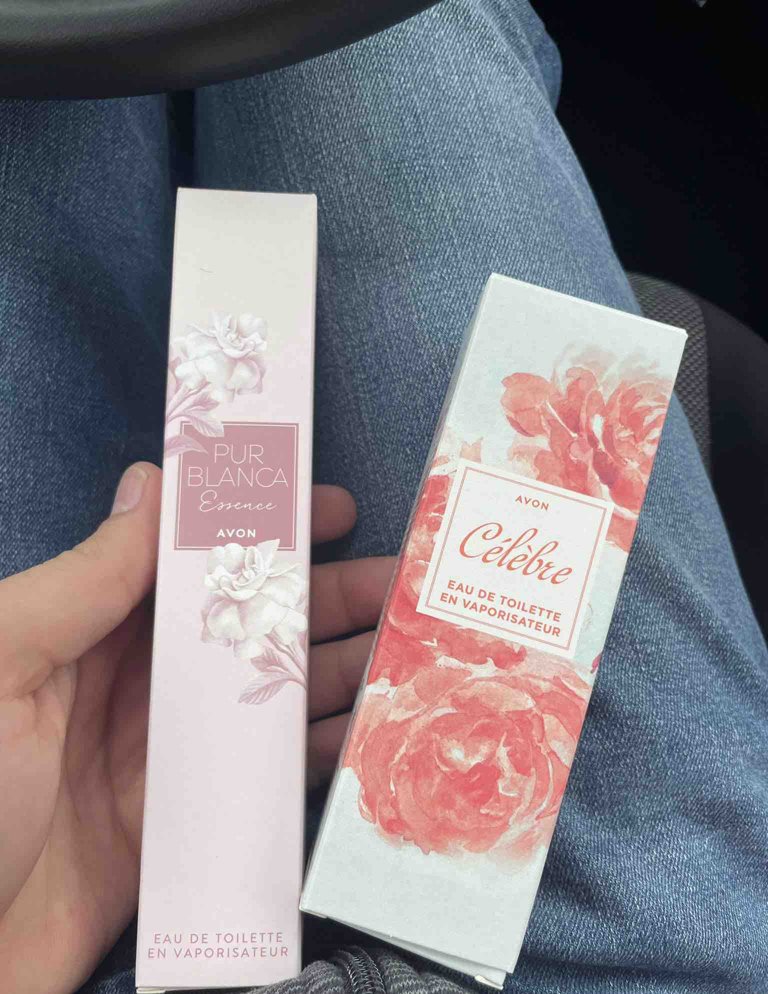 PUR
BLANCA
Essence
AVON
EAU DE TOILETTE
EN VAPORISATEUR
AVON
Célèbre
EAU DE TOILETTE
EN VAPORISATEUR